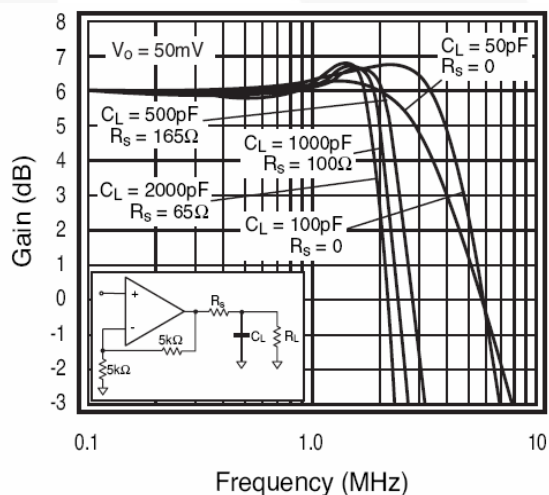 8
7
6
5
4
3
2
1
0
-1
-2
-3
Gain (dB)
V₀ = 50mV
C_L = 50pF
R_s = 0
C_L = 500pF
R_s = 165Ω
C_L = 1000pF
R_s = 100Ω
C_L = 2000pF
R_s = 65Ω
C_L = 100pF
R_s = 0
+
-
R_s
5kΩ
C_L
R_L
5kΩ
0.1
1.0
10
Frequency (MHz)